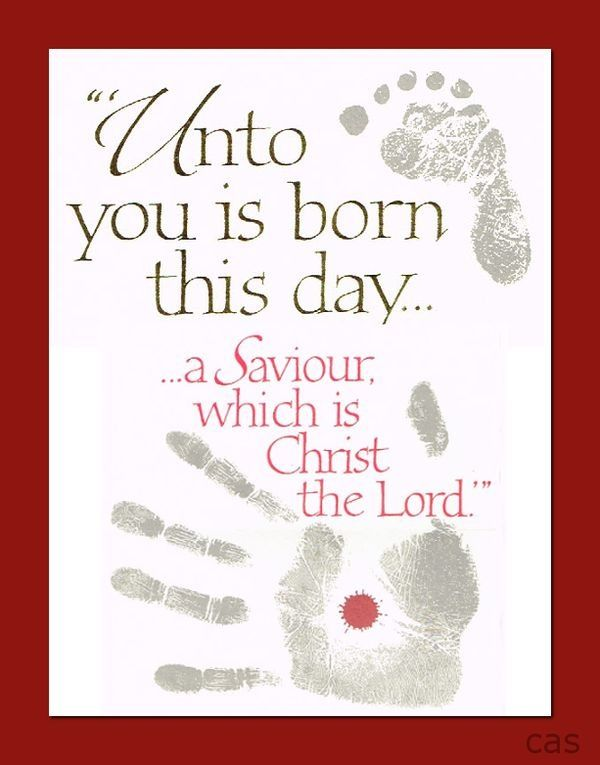 "'Unto
you is born
this day...
...a Saviour,
which is
Christ
the Lord.'"
cas